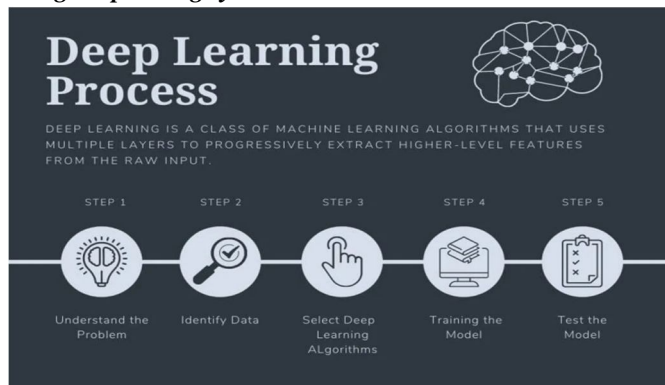 Deep Learning
Process
DEEP LEARNING IS A CLASS OF MACHINE LEARNING ALGORITHMS THAT USES
MULTIPLE LAYERS TO PROGRESSIVELY EXTRACT HIGHER-LEVEL FEATURES
FROM THE RAW INPUT.
STEP 1
Understand the
Problem
STEP 2
Identify Data
STEP 3
Select Deep
Learning
ALgorithms
STEP 4
Training the
Model
STEP 5
Test the
Model